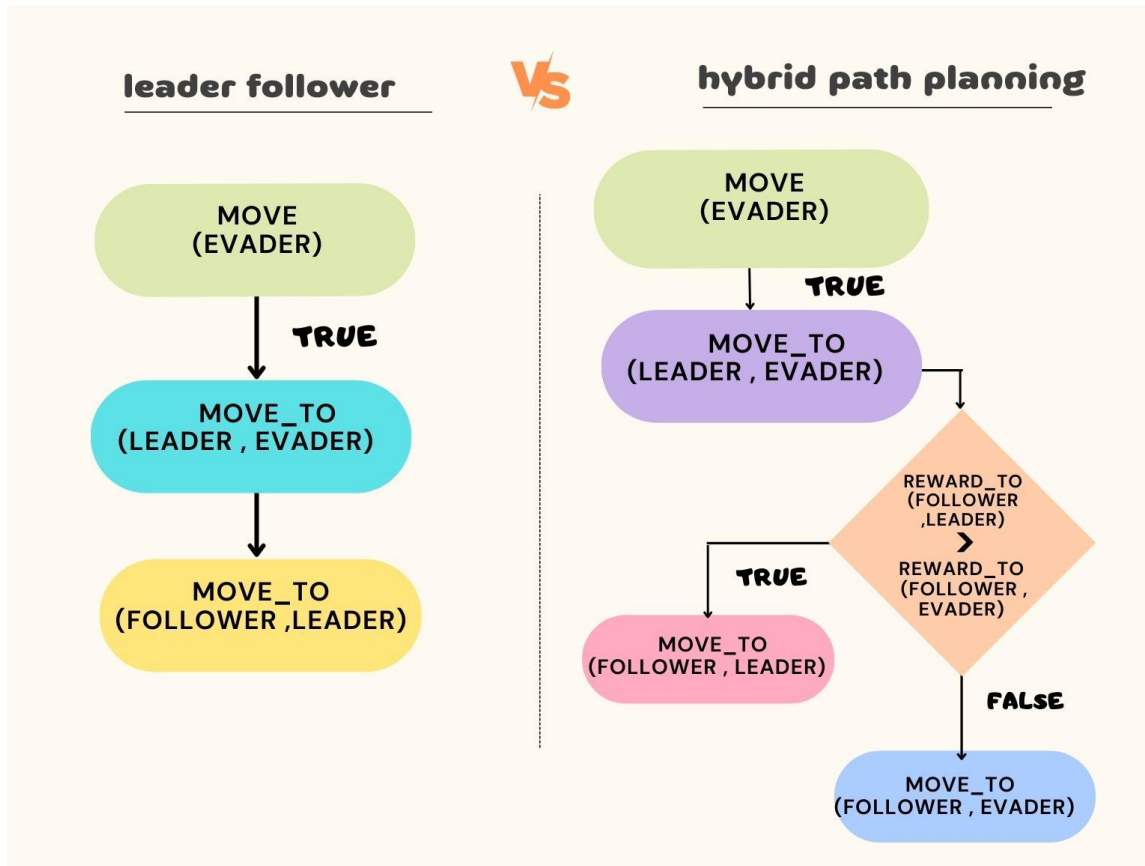 leader follower
VS
hybrid path planning
MOVE
(EVADER)
TRUE
MOVE_TO
(LEADER , EVADER)
MOVE_TO
(FOLLOWER ,LEADER)
MOVE
(EVADER)
TRUE
MOVE_TO
(LEADER , EVADER)
REWARD_TO
(FOLLOWER
,LEADER)
>
REWARD_TO
(FOLLOWER ,
EVADER)
TRUE
MOVE_TO
(FOLLOWER , LEADER)
FALSE
MOVE_TO
(FOLLOWER , EVADER)